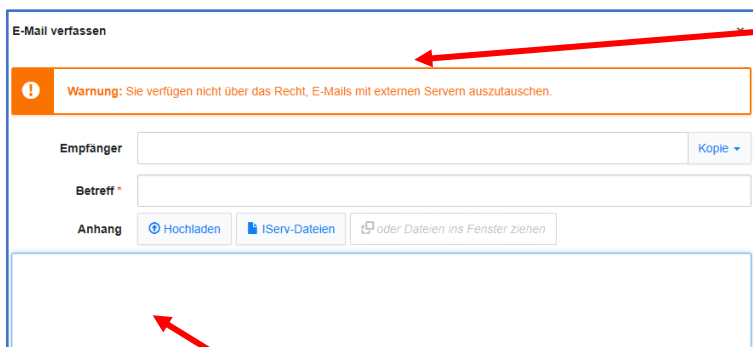 E-Mail verfassen
Warnung: Sie verfügen nicht über das Recht, E-Mails mit externen Servern auszutauschen.
Empfänger
Kopie
Betreff *
Anhang Hochladen IServ-Dateien oder Dateien ins Fenster ziehen